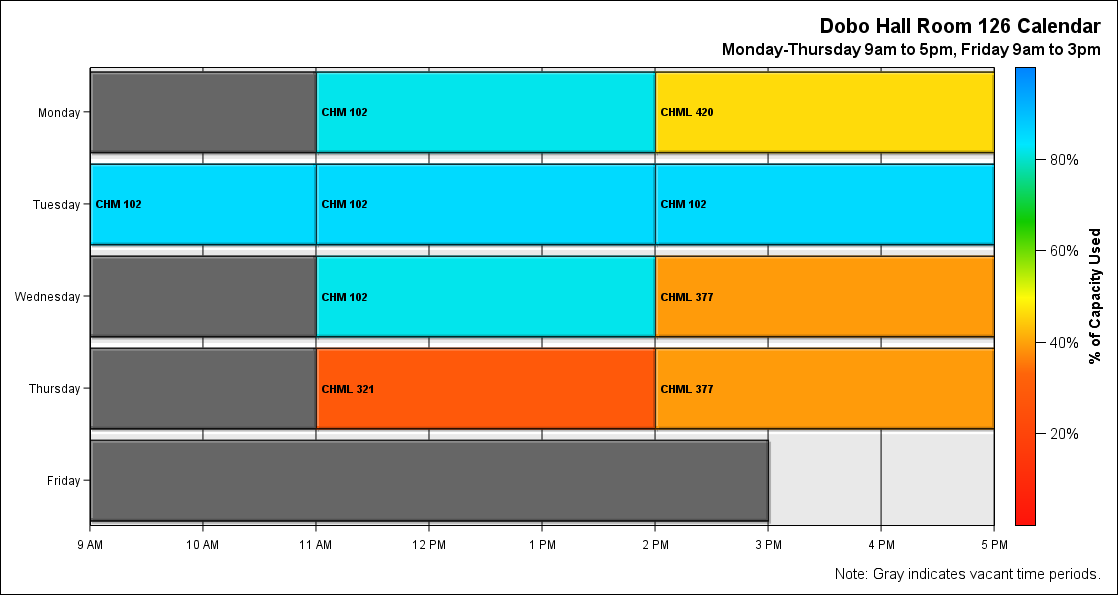 Dobo Hall Room 126 Calendar
Monday-Thursday 9am to 5pm, Friday 9am to 3pm
Monday
CHM 102
CHML 420
Tuesday
CHM 102
CHM 102
CHM 102
Wednesday
CHM 102
CHML 377
Thursday
CHML 321
CHML 377
Friday
9 AM
10 AM
11 AM
12 PM
1 PM
2 PM
3 PM
4 PM
5 PM
80%
60%
40%
20%
% of Capacity Used
Note: Gray indicates vacant time periods.